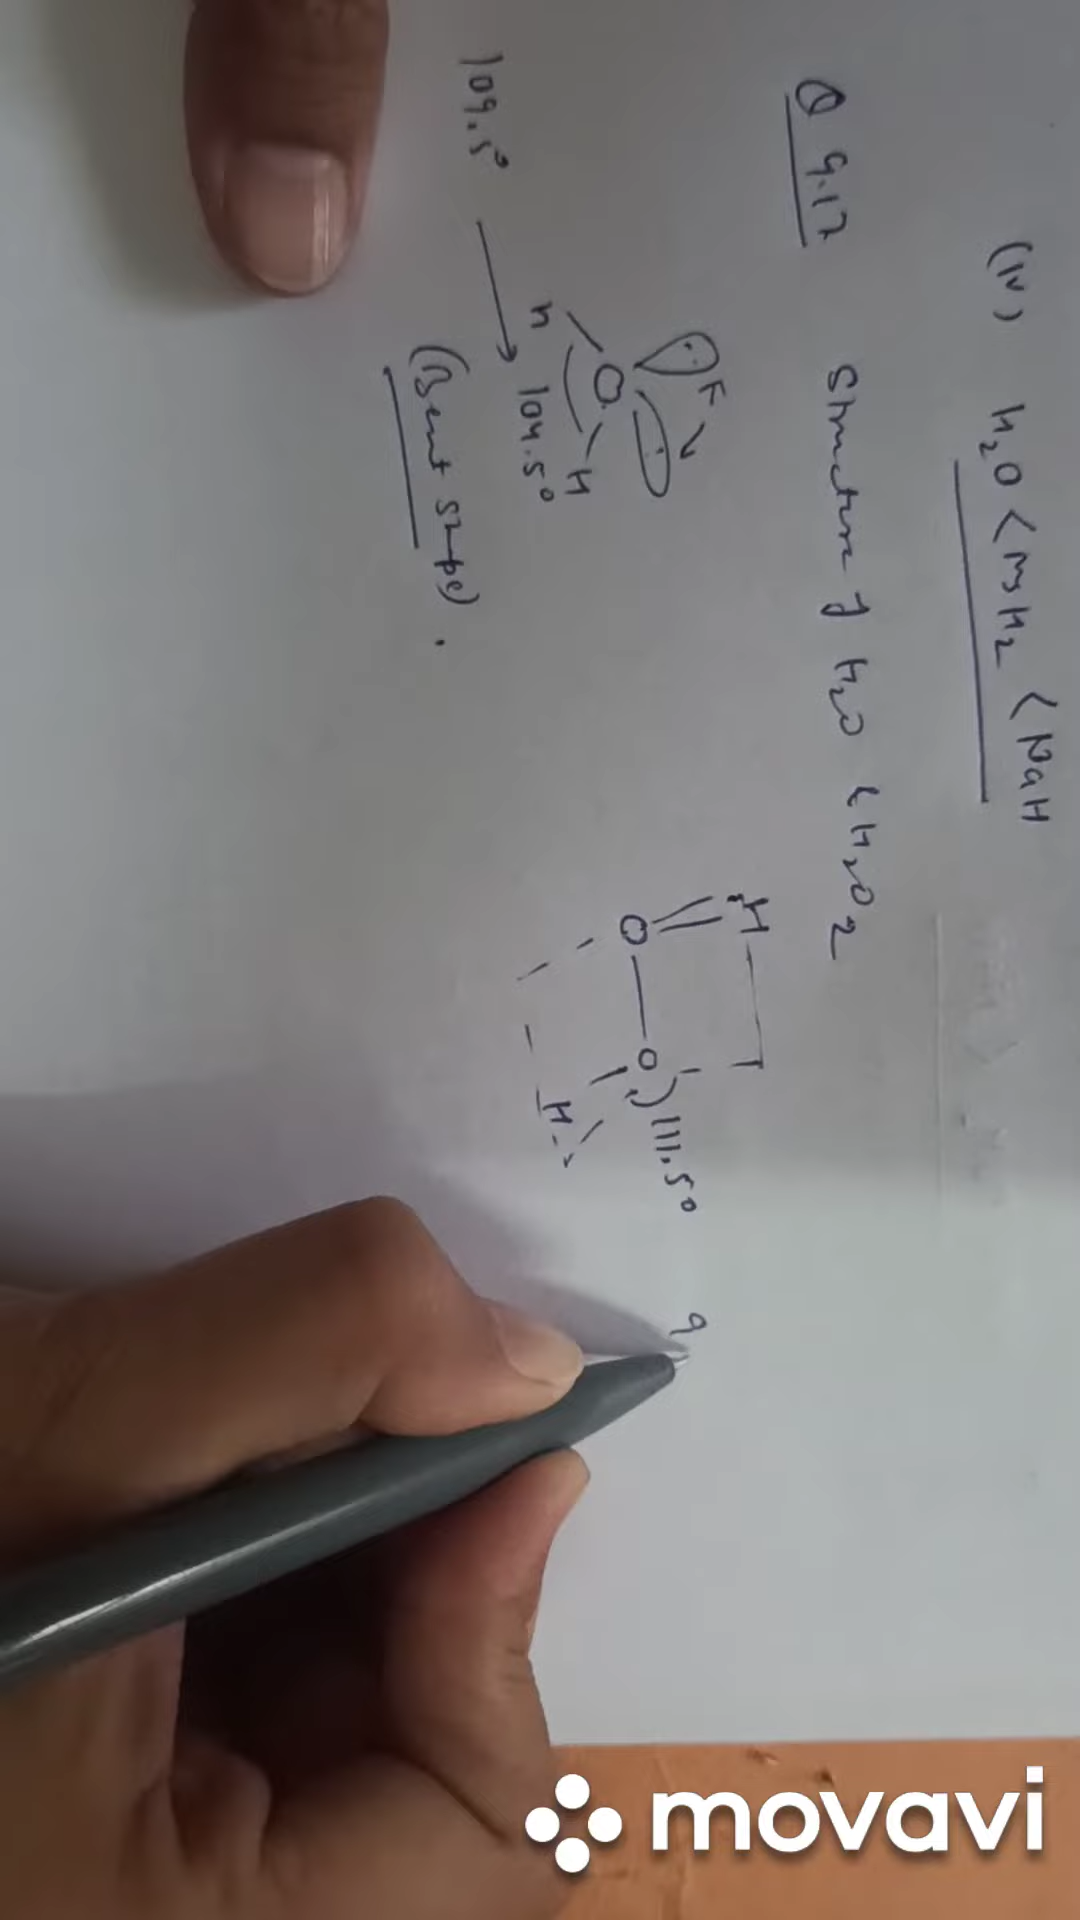 (iv) H2O < MgH2 < NaH
Q 9.17 Structure of H2O & H2O2
109.5° → 104.5°
H O H
(Bent shape).
H
O — O
111.5°
H
9
movavi